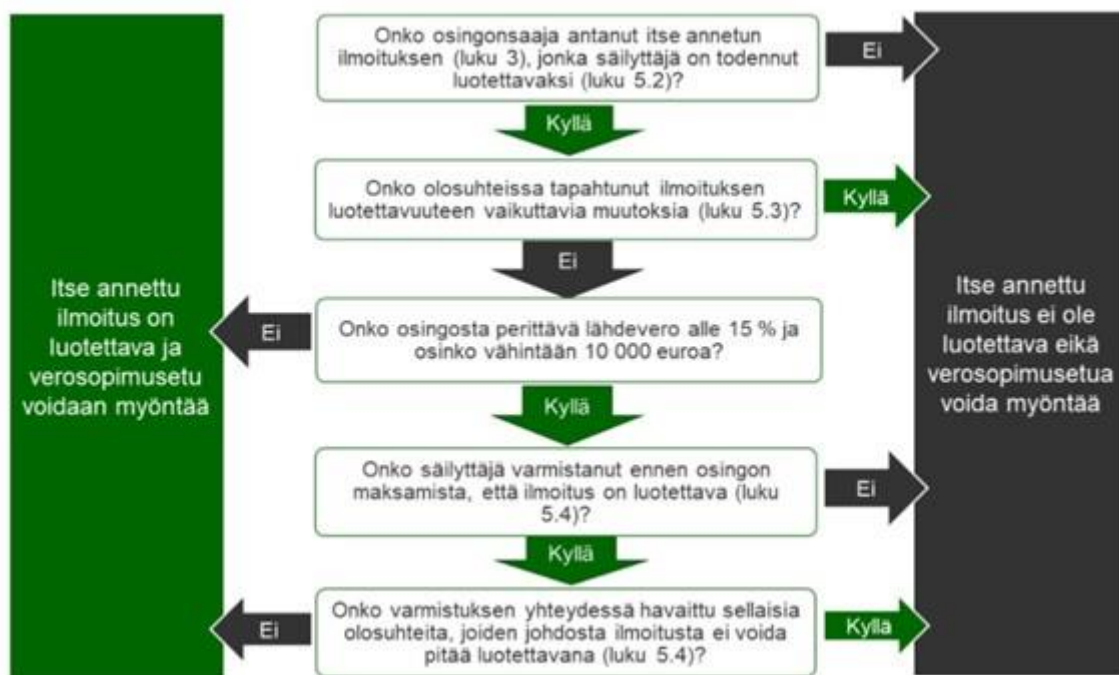 Onko osingonsaaja antanut itse annetun
ilmoituksen (luku 3), jonka säilyttäjä on todennut
luotettavaksi (luku 5.2)?
Ei
Kyllä
Onko olosuhteissa tapahtunut ilmoituksen
luotettavuuteen vaikuttavia muutoksia (luku 5.3)?
Kyllä
Ei
Itse annettu
ilmoitus on
luotettava ja
verosopimusetu
voidaan myöntää
Ei
Onko osingosta perittävä lähdevero alle 15 % ja
osinko vähintään 10 000 euroa?
Itse annettu
ilmoitus ei ole
luotettava eikä
verosopimusetua
voida myöntää
Kyllä
Onko säilyttäjä varmistanut ennen osingon
maksamista, että ilmoitus on luotettava (luku
5.4)?
Ei
Kyllä
Ei
Onko varmistuksen yhteydessä havaittu sellaisia
olosuhteita, joiden johdosta ilmoitusta ei voida
pitää luotettavana (luku 5.4)?
Kyllä